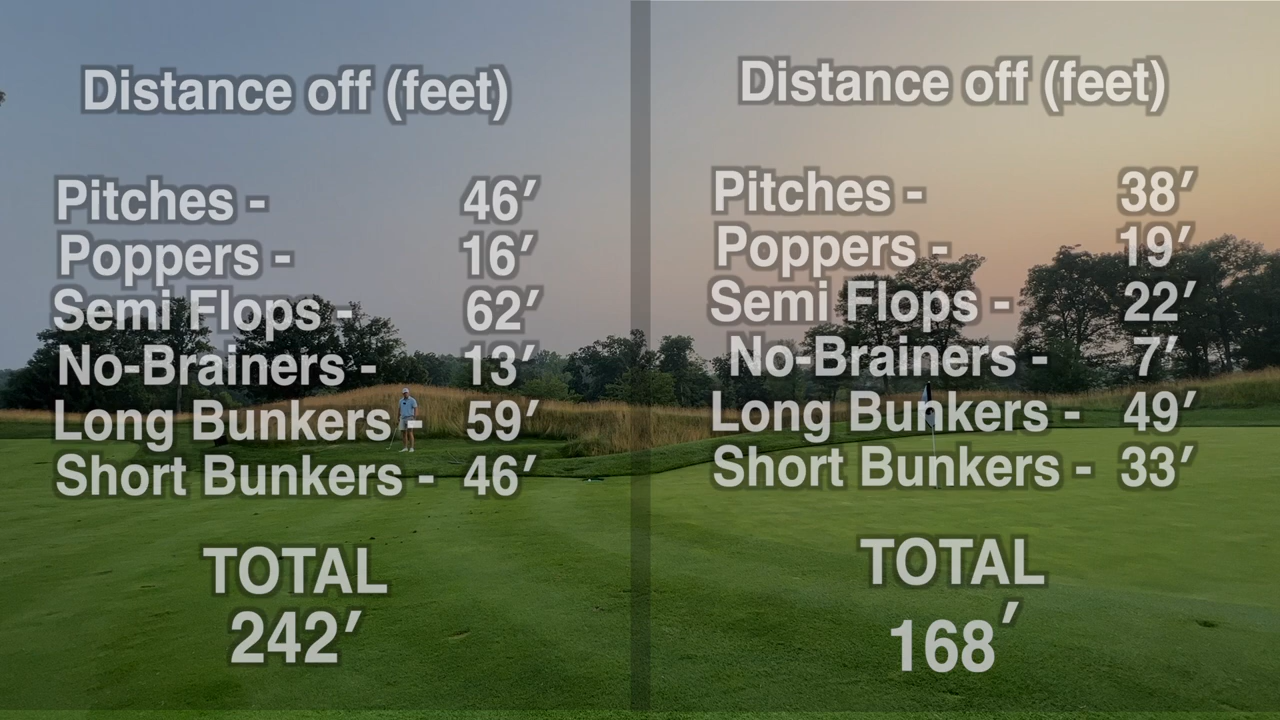 Distance off (feet)
Pitches - 46′
Poppers - 16′
Semi Flops - 62′
No-Brainers - 13′
Long Bunkers - 59′
Short Bunkers - 46′
TOTAL
242′
Distance off (feet)
Pitches - 38′
Poppers - 19′
Semi Flops - 22′
No-Brainers - 7′
Long Bunkers - 49′
Short Bunkers - 33′
TOTAL
168′